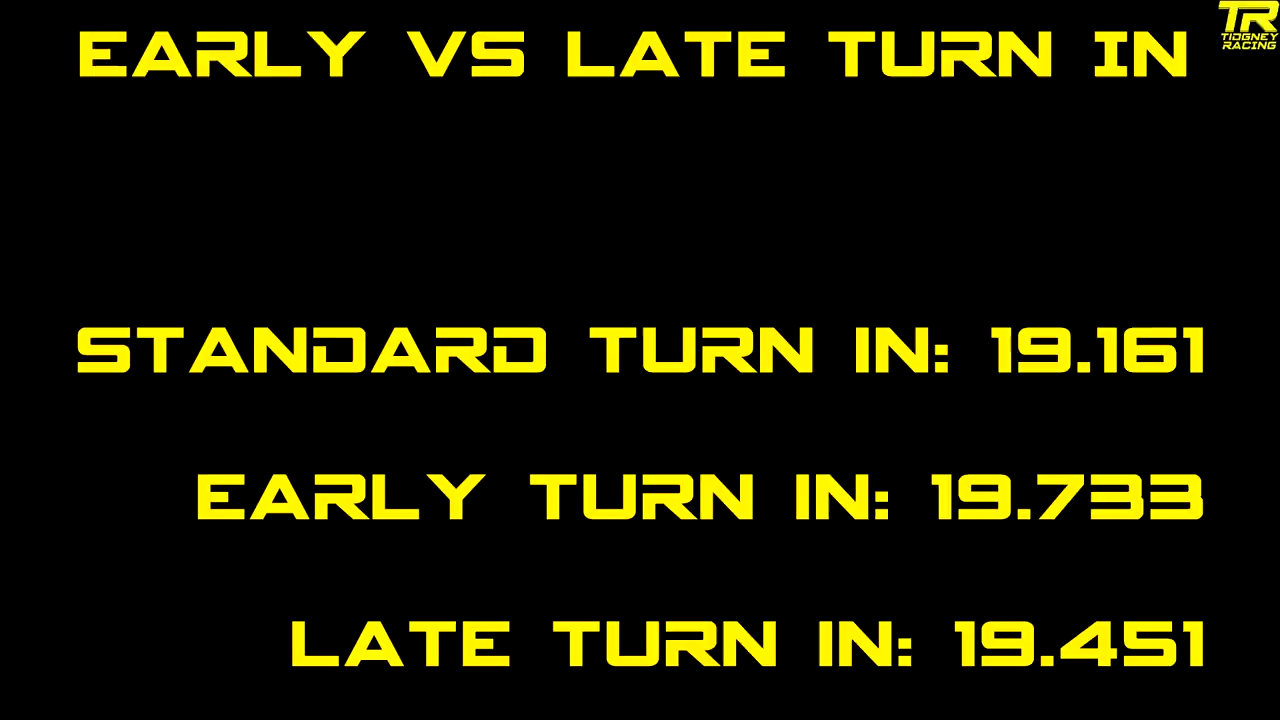 EARLY VS LATE TURN IN
TR
TIDGNEY
RACING
STANDARD TURN IN: 19.161
EARLY TURN IN: 19.733
LATE TURN IN: 19.451